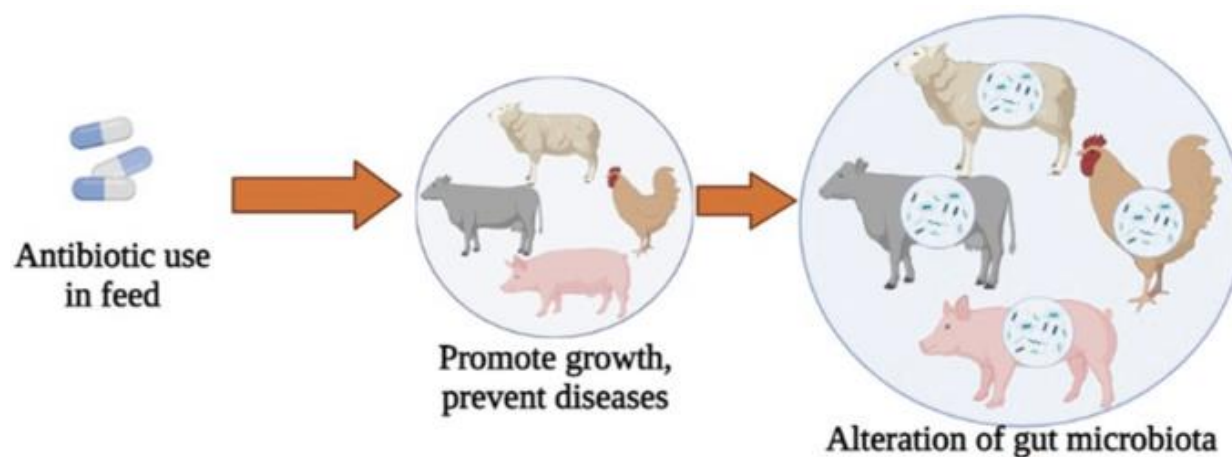 Antibiotic use
in feed
Promote growth,
prevent diseases
Alteration of gut microbiota